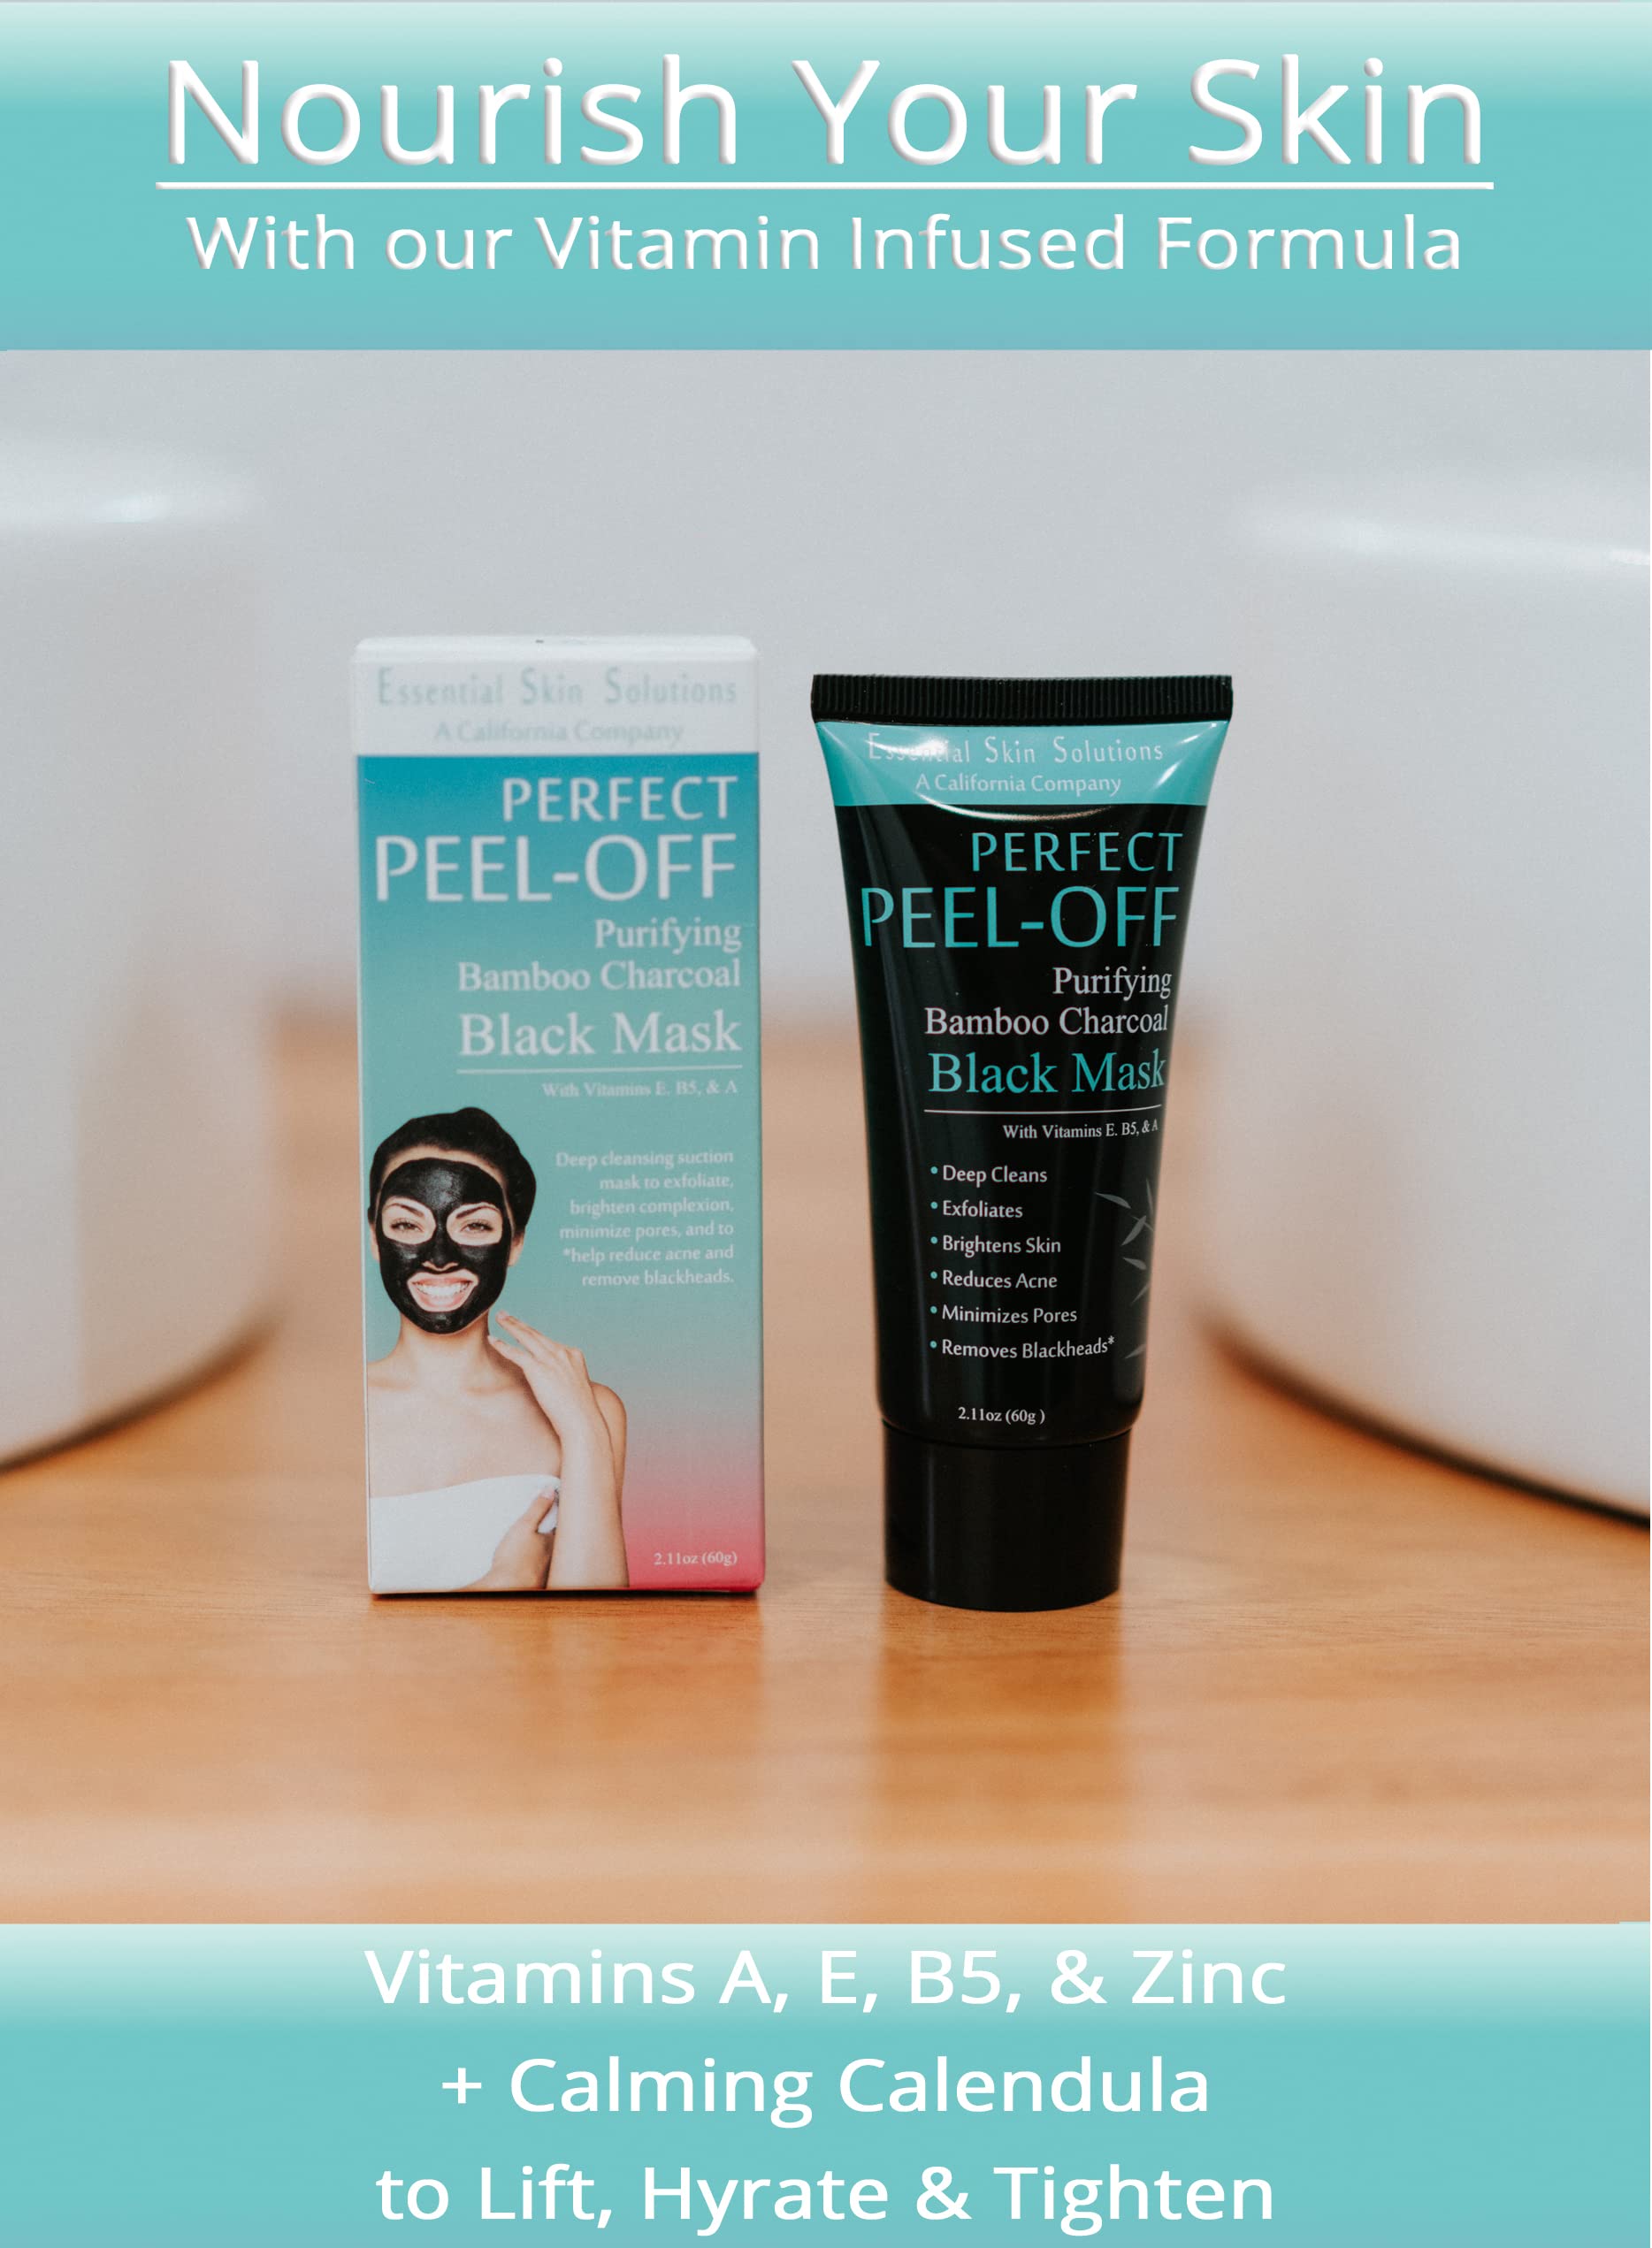 Nourish Your Skin
With our Vitamin Infused Formula
Essential Skin Solutions
A California Company
PERFECT
PEEL-OFF
Purifying
Bamboo Charcoal
Black Mask
With Vitamins E. B5, & A
Deep cleansing suction
mask to exfoliate,
brighten complexion,
minimize pores, and to
*help reduce acne and
remove blackheads.
2.11oz (60g)
Essential Skin Solutions
A California Company
PERFECT
PEEL-OFF
Purifying
Bamboo Charcoal
Black Mask
With Vitamins E. B5, & A
• Deep Cleans
• Exfoliates
• Brightens Skin
• Reduces Acne
• Minimizes Pores
• Removes Blackheads*
2.11oz (60g )
Vitamins A, E, B5, & Zinc
+ Calming Calendula
to Lift, Hyrate & Tighten